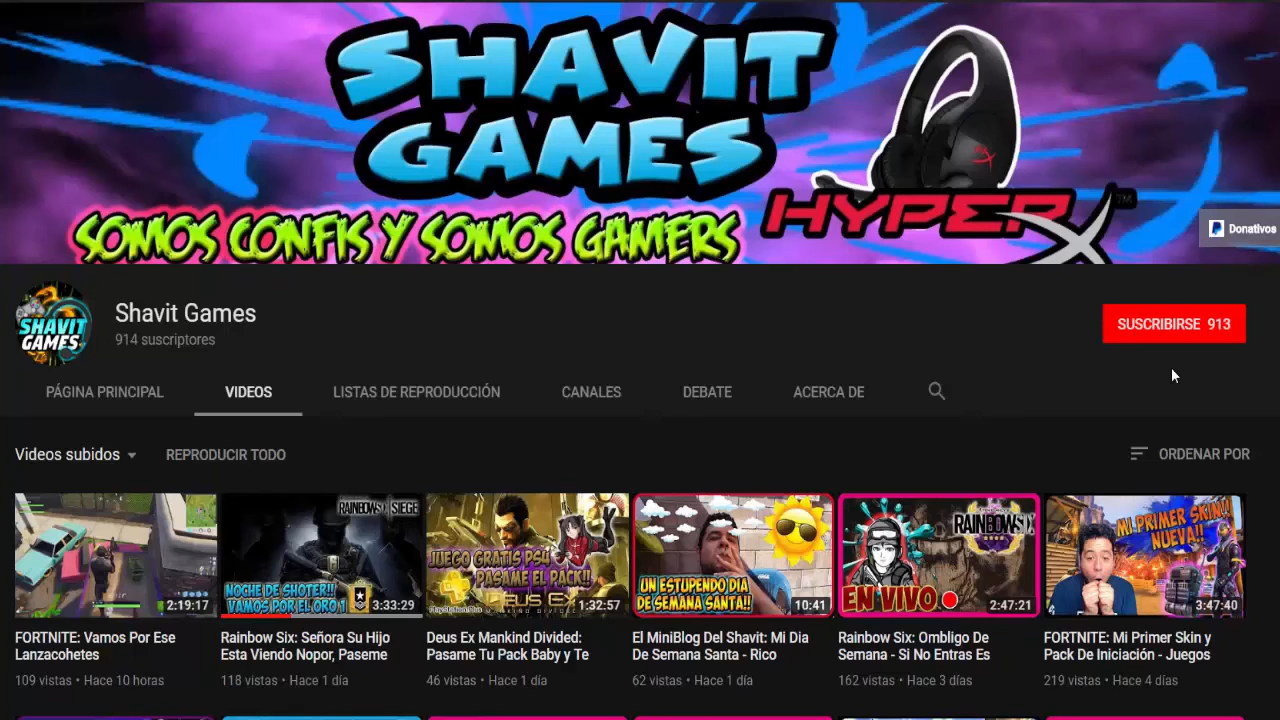 SHAVIT
GAMES
HYPERX™
SOMOS CONFIS Y SOMOS GAMERS
Donativos
SHAVIT
GAMES
Shavit Games
914 suscriptores
SUSCRIBIRSE 913
PÁGINA PRINCIPAL
VIDEOS
LISTAS DE REPRODUCCIÓN
CANALES
DEBATE
ACERCA DE
Videos subidos
REPRODUCIR TODO
ORDENAR POR
2:19:17
RAINBOW SIX SIEGE
NOCHE DE SHOTER!!
VAMOS POR EL ORO 1
3:33:29
JUEGO GRATIS PS4
PASAME EL PACK!!
DEUS EX
1:32:57
UN ESTUPENDO DIA
DE SEMANA SANTA!!
10:41
RAINBOWSIX
EN VIVO
2:47:21
MI PRIMER SKIN!!
NUEVA!!
3:47:40
FORTNITE: Vamos Por Ese
Lanzacohetes
109 vistas • Hace 10 horas
Rainbow Six: Señora Su Hijo
Esta Viendo Nopor, Paseme
118 vistas • Hace 1 día
Deus Ex Mankind Divided:
Pasame Tu Pack Baby y Te
46 vistas • Hace 1 día
El MiniBlog Del Shavit: Mi Dia
De Semana Santa - Rico
62 vistas • Hace 1 día
Rainbow Six: Ombligo De
Semana - Si No Entras Es
162 vistas • Hace 3 días
FORTNITE: Mi Primer Skin y
Pack De Iniciación - Juegos
219 vistas • Hace 4 días